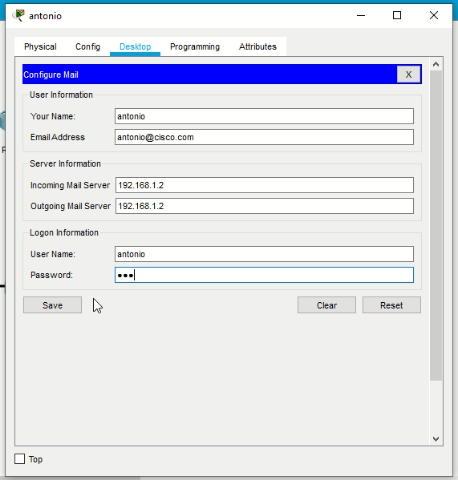 antonio
Physical Config Desktop Programming Attributes
Configure Mail X
User Information
Your Name: antonio
Email Address antonio@cisco.com
Server Information
Incoming Mail Server 192.168.1.2
Outgoing Mail Server 192.168.1.2
Logon Information
User Name: antonio
Password: •••
Save Clear Reset
Top